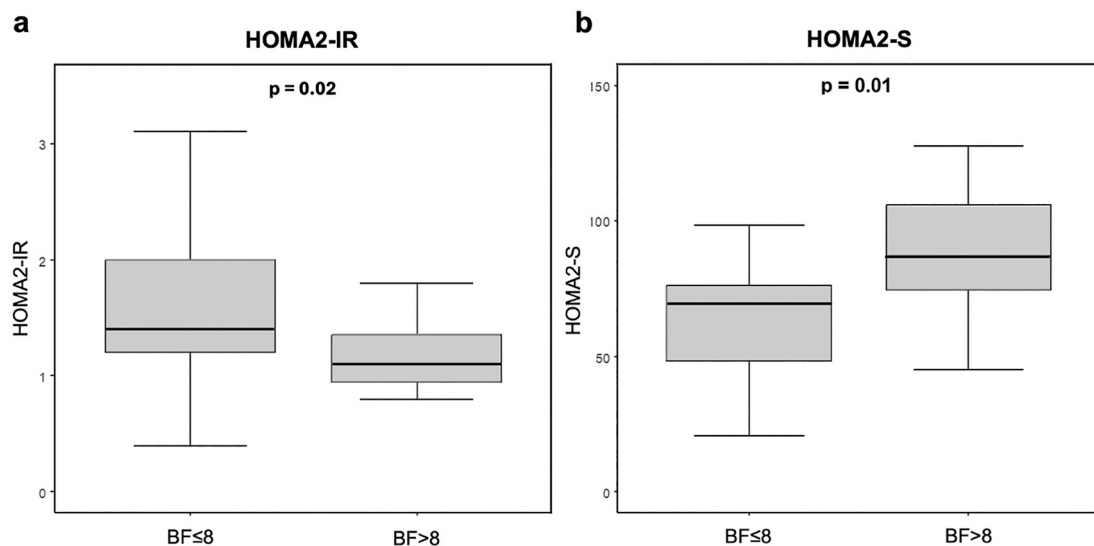 a
HOMA2-IR
p = 0.02
HOMA2-IR
3
2
1
0
BF≤8
BF>8
b
HOMA2-S
p = 0.01
HOMA2-S
150
100
50
0
BF≤8
BF>8